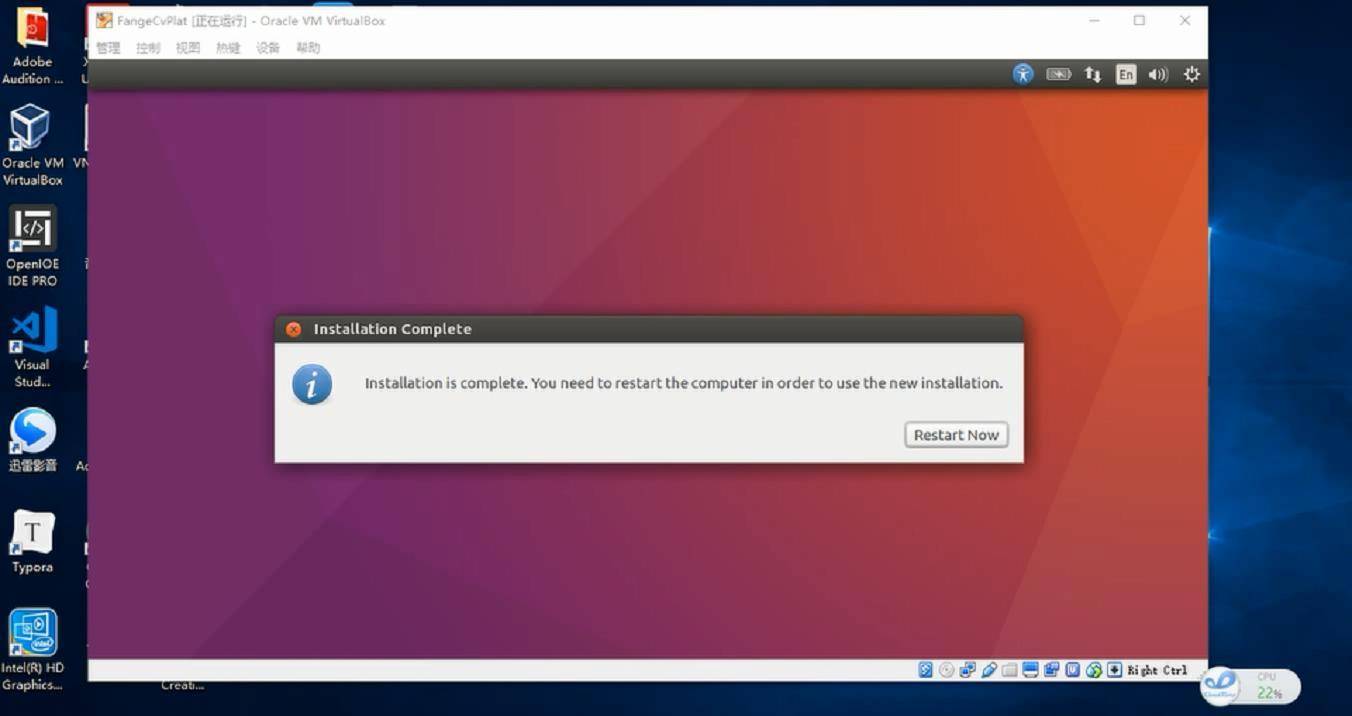 FangeCvPlat [正在运行] - Oracle VM VirtualBox
管理 控制 视图 热键 设备 帮助
En
Adobe
Audition ...
Oracle VM
VirtualBox
VN
OpenIOE
IDE PRO
Visual
Stud...
迅雷影音
Typora
Intel(R) HD
Graphics...
Installation Complete
Installation is complete. You need to restart the computer in order to use the new installation.
Restart Now
Right Ctrl
Creati...
CPU
22%